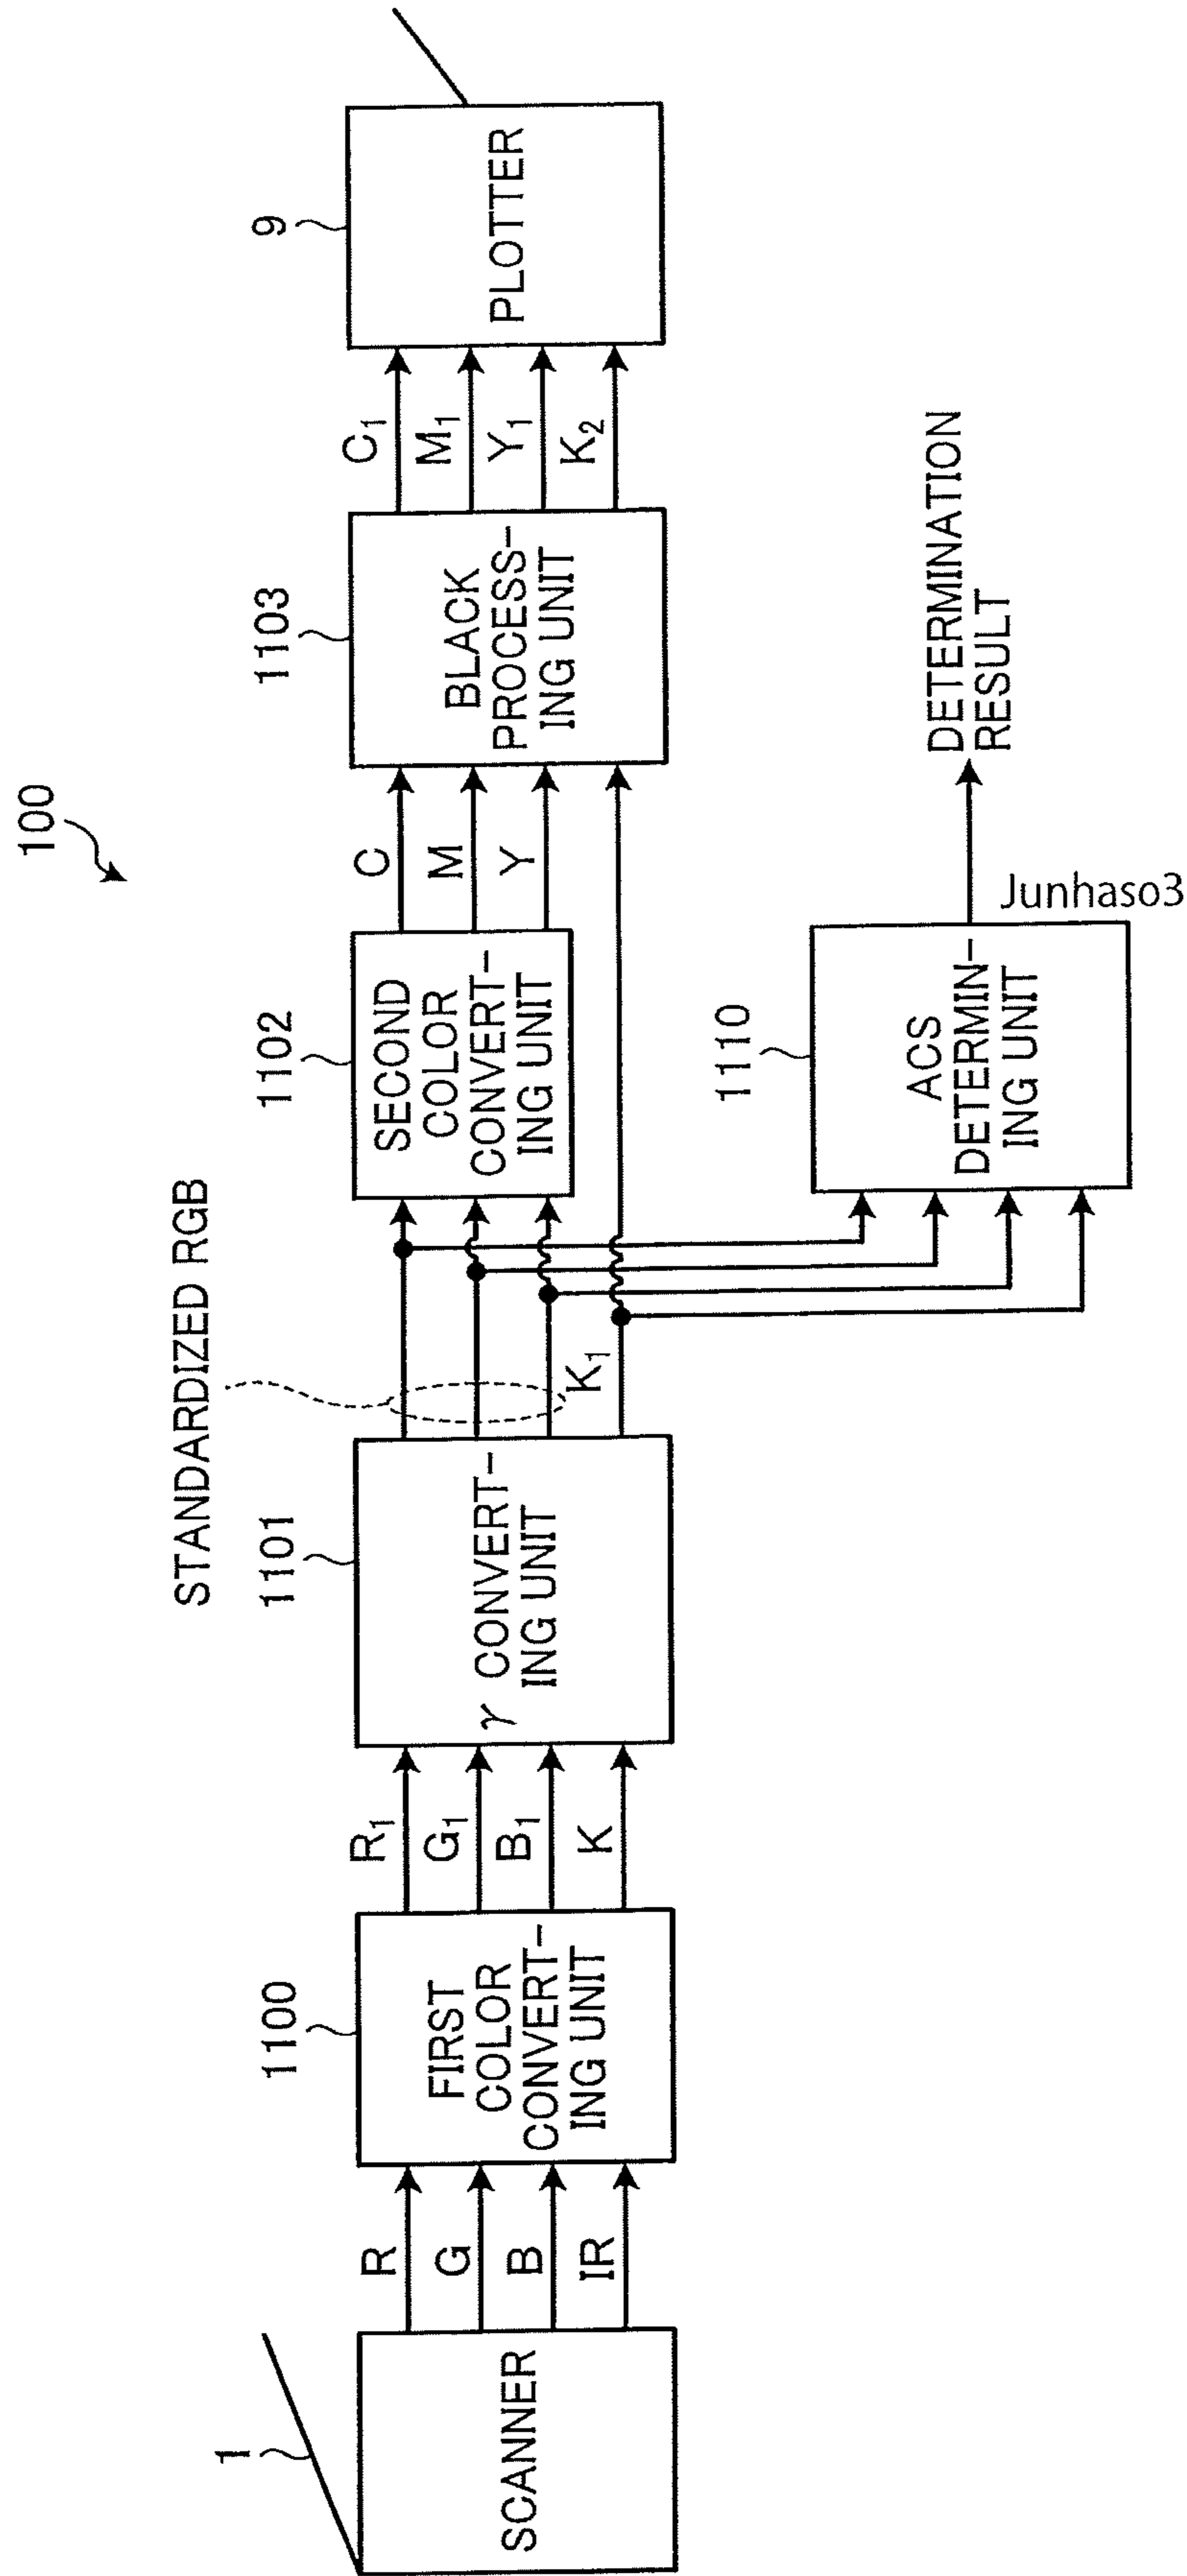 100
1
SCANNER
R
G
B
IR
1100
FIRST
COLOR
CONVERT–
ING UNIT
R₁
G₁
B₁
K
1101
γ CONVERT–
ING UNIT
STANDARDIZED RGB
K₁
1102
SECOND
COLOR
CONVERT–
ING UNIT
C
M
Y
1103
BLACK
PROCESS–
ING UNIT
C₁
M₁
Y₁
K₂
9
PLOTTER
1110
ACS
DETERMIN–
ING UNIT
Junhaso3
DETERMINATION
RESULT